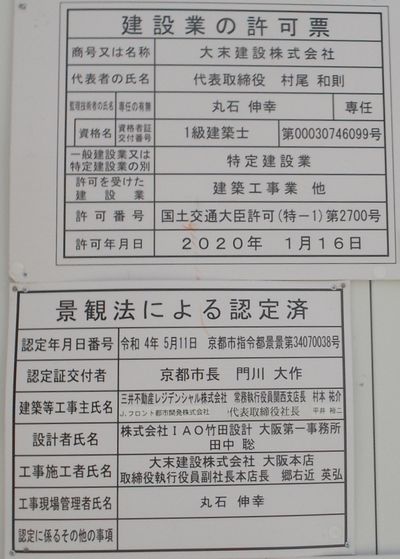 建設業の許可票
商号又は名称 大末建設株式会社
代表者の氏名 代表取締役 村尾 和則
監理技術者の氏名 専任の有無 丸石 伸幸 専任
資格名 資格者証交付番号 1級建築士 第00030746099号
一般建設業又は特定建設業の別 特定建設業
許可を受けた建設業 建築工事業 他
許可番号 国土交通大臣許可(特-1)第2700号
許可年月日 2020年 1月16日
景観法による認定済
認定年月日番号 令和 4年 5月11日 京都市指令都景景第34070038号
認定証交付者 京都市長 門川 大作
建築等工事主氏名 三井不動産レジデンシャル株式会社 常務執行役員関西支店長 村本 祐介
J.フロント都市開発株式会社 代表取締役社長 平井 裕二
設計者氏名 株式会社IAO竹田設計 大阪第一事務所
田中 聡
工事施工者氏名 大末建設株式会社 大阪本店
取締役執行役員副社長本店長 郷右近 英弘
工事現場管理者氏名 丸石 伸幸
認定に係るその他の事項